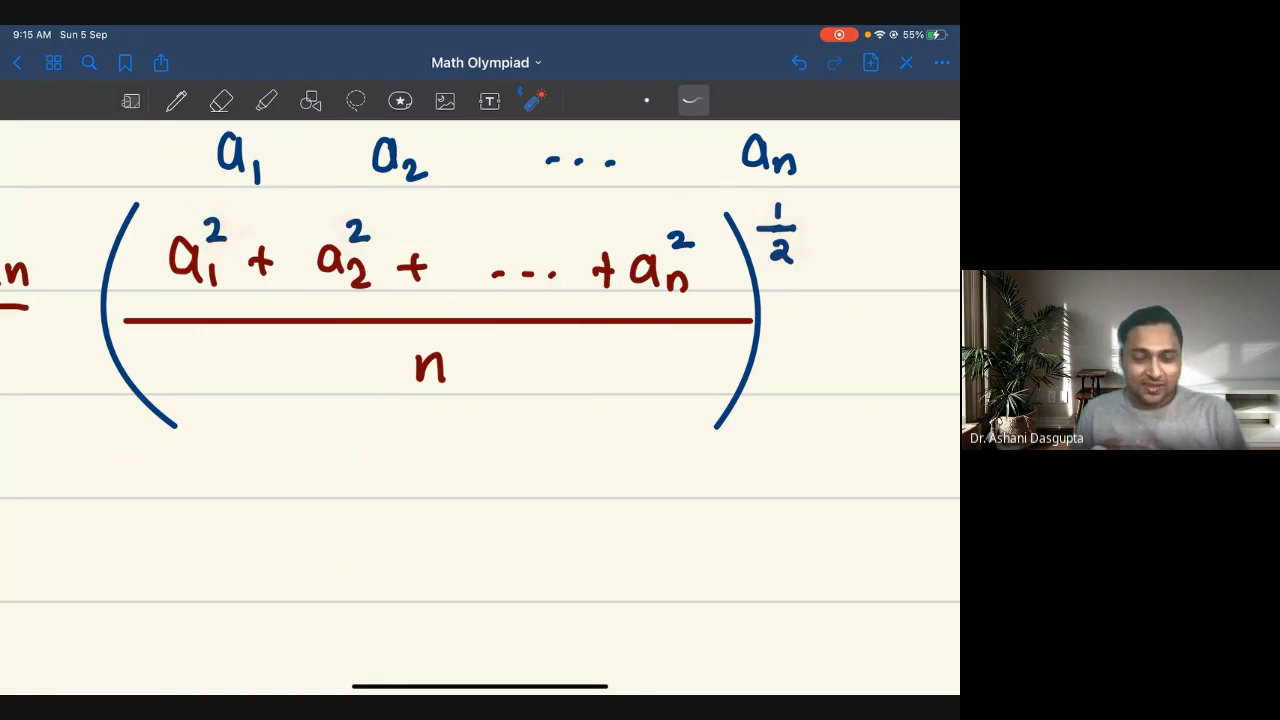 9:15 AM Sun 5 Sep
55%
Math Olympiad
T
a₁ a₂ ... aₙ
n ( (a₁² + a₂² + ... + aₙ²) / n )^(1/2)
Dr. Ashani Dasgupta